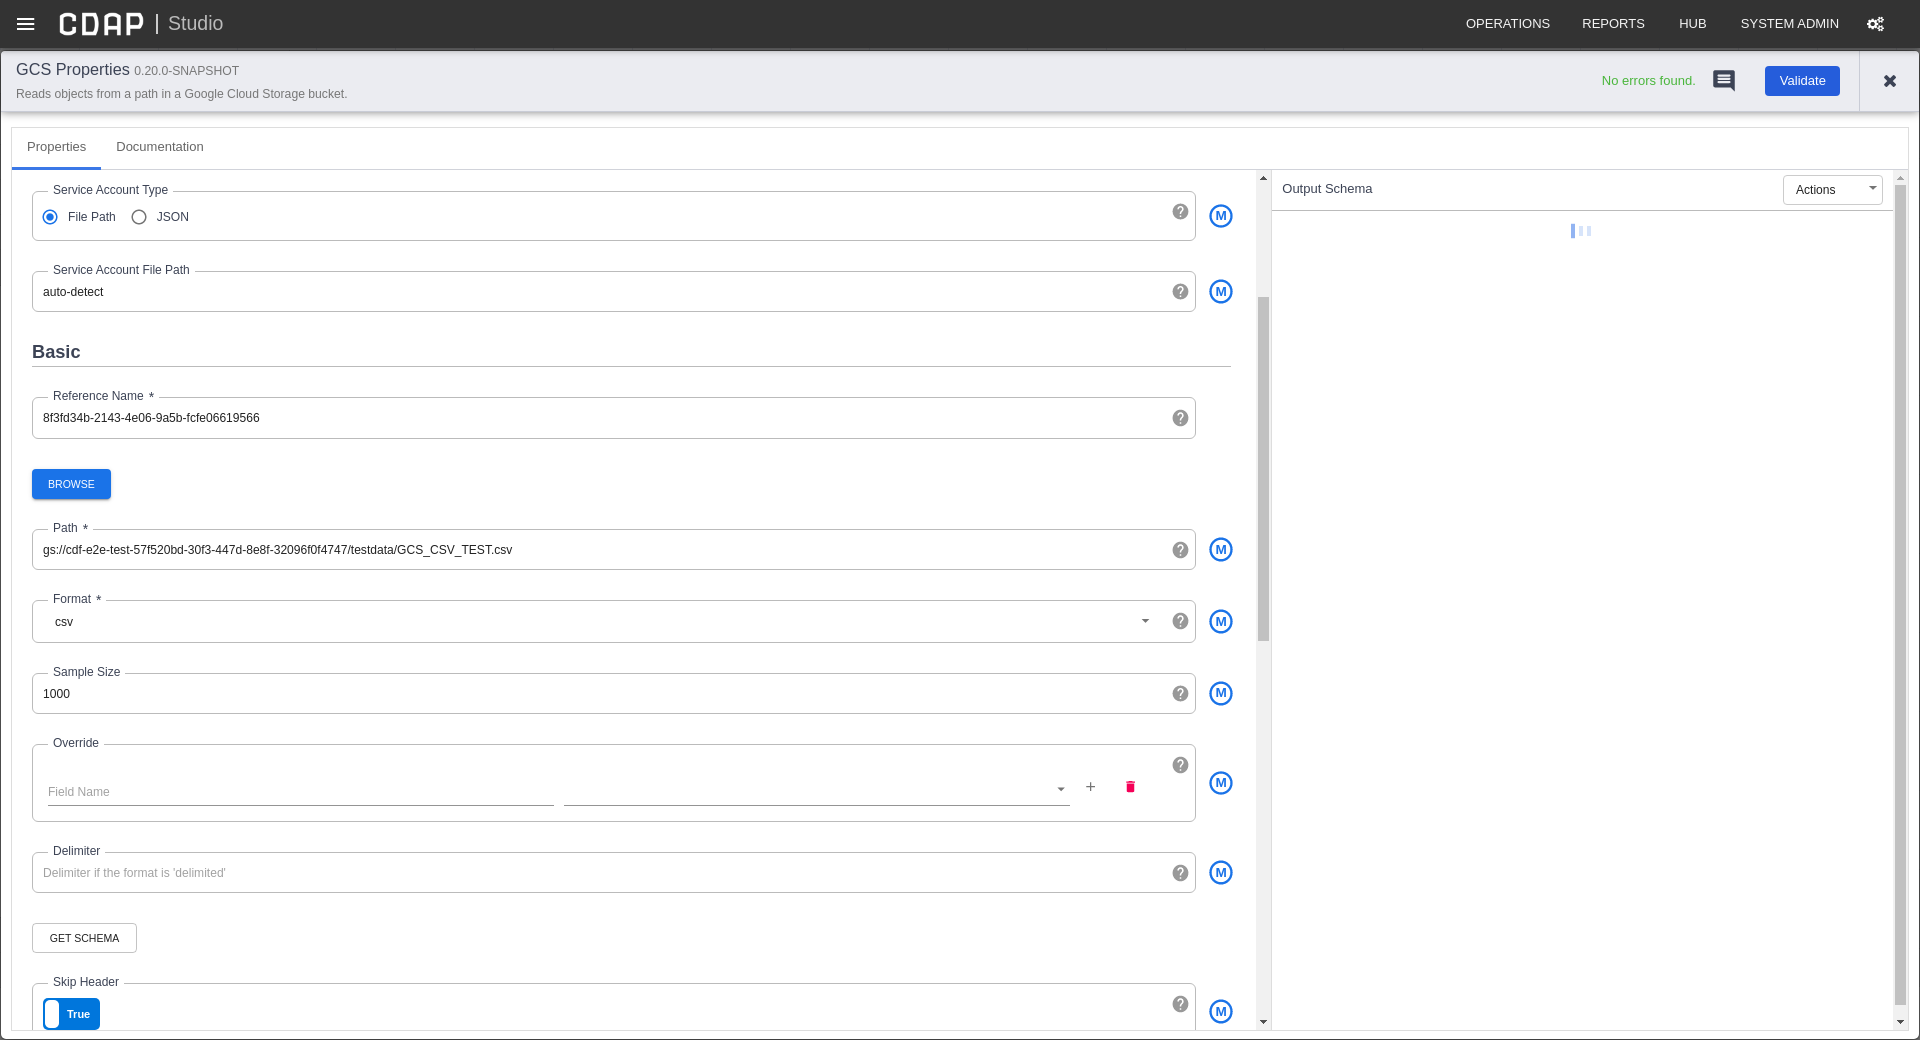 CDAP | Studio
OPERATIONS REPORTS HUB SYSTEM ADMIN
GCS Properties 0.20.0-SNAPSHOT
Reads objects from a path in a Google Cloud Storage bucket.
No errors found.
Validate
Properties Documentation
Service Account Type
File Path JSON
M
Service Account File Path
auto-detect
M
Basic
Reference Name *
8f3fd34b-2143-4e06-9a5b-fcfe06619566
BROWSE
Path *
gs://cdf-e2e-test-57f520bd-30f3-447d-8e8f-32096f0f4747/testdata/GCS_CSV_TEST.csv
M
Format *
csv
M
Sample Size
1000
M
Override
Field Name
M
Delimiter
Delimiter if the format is 'delimited'
M
GET SCHEMA
Skip Header
True
M
Output Schema
Actions